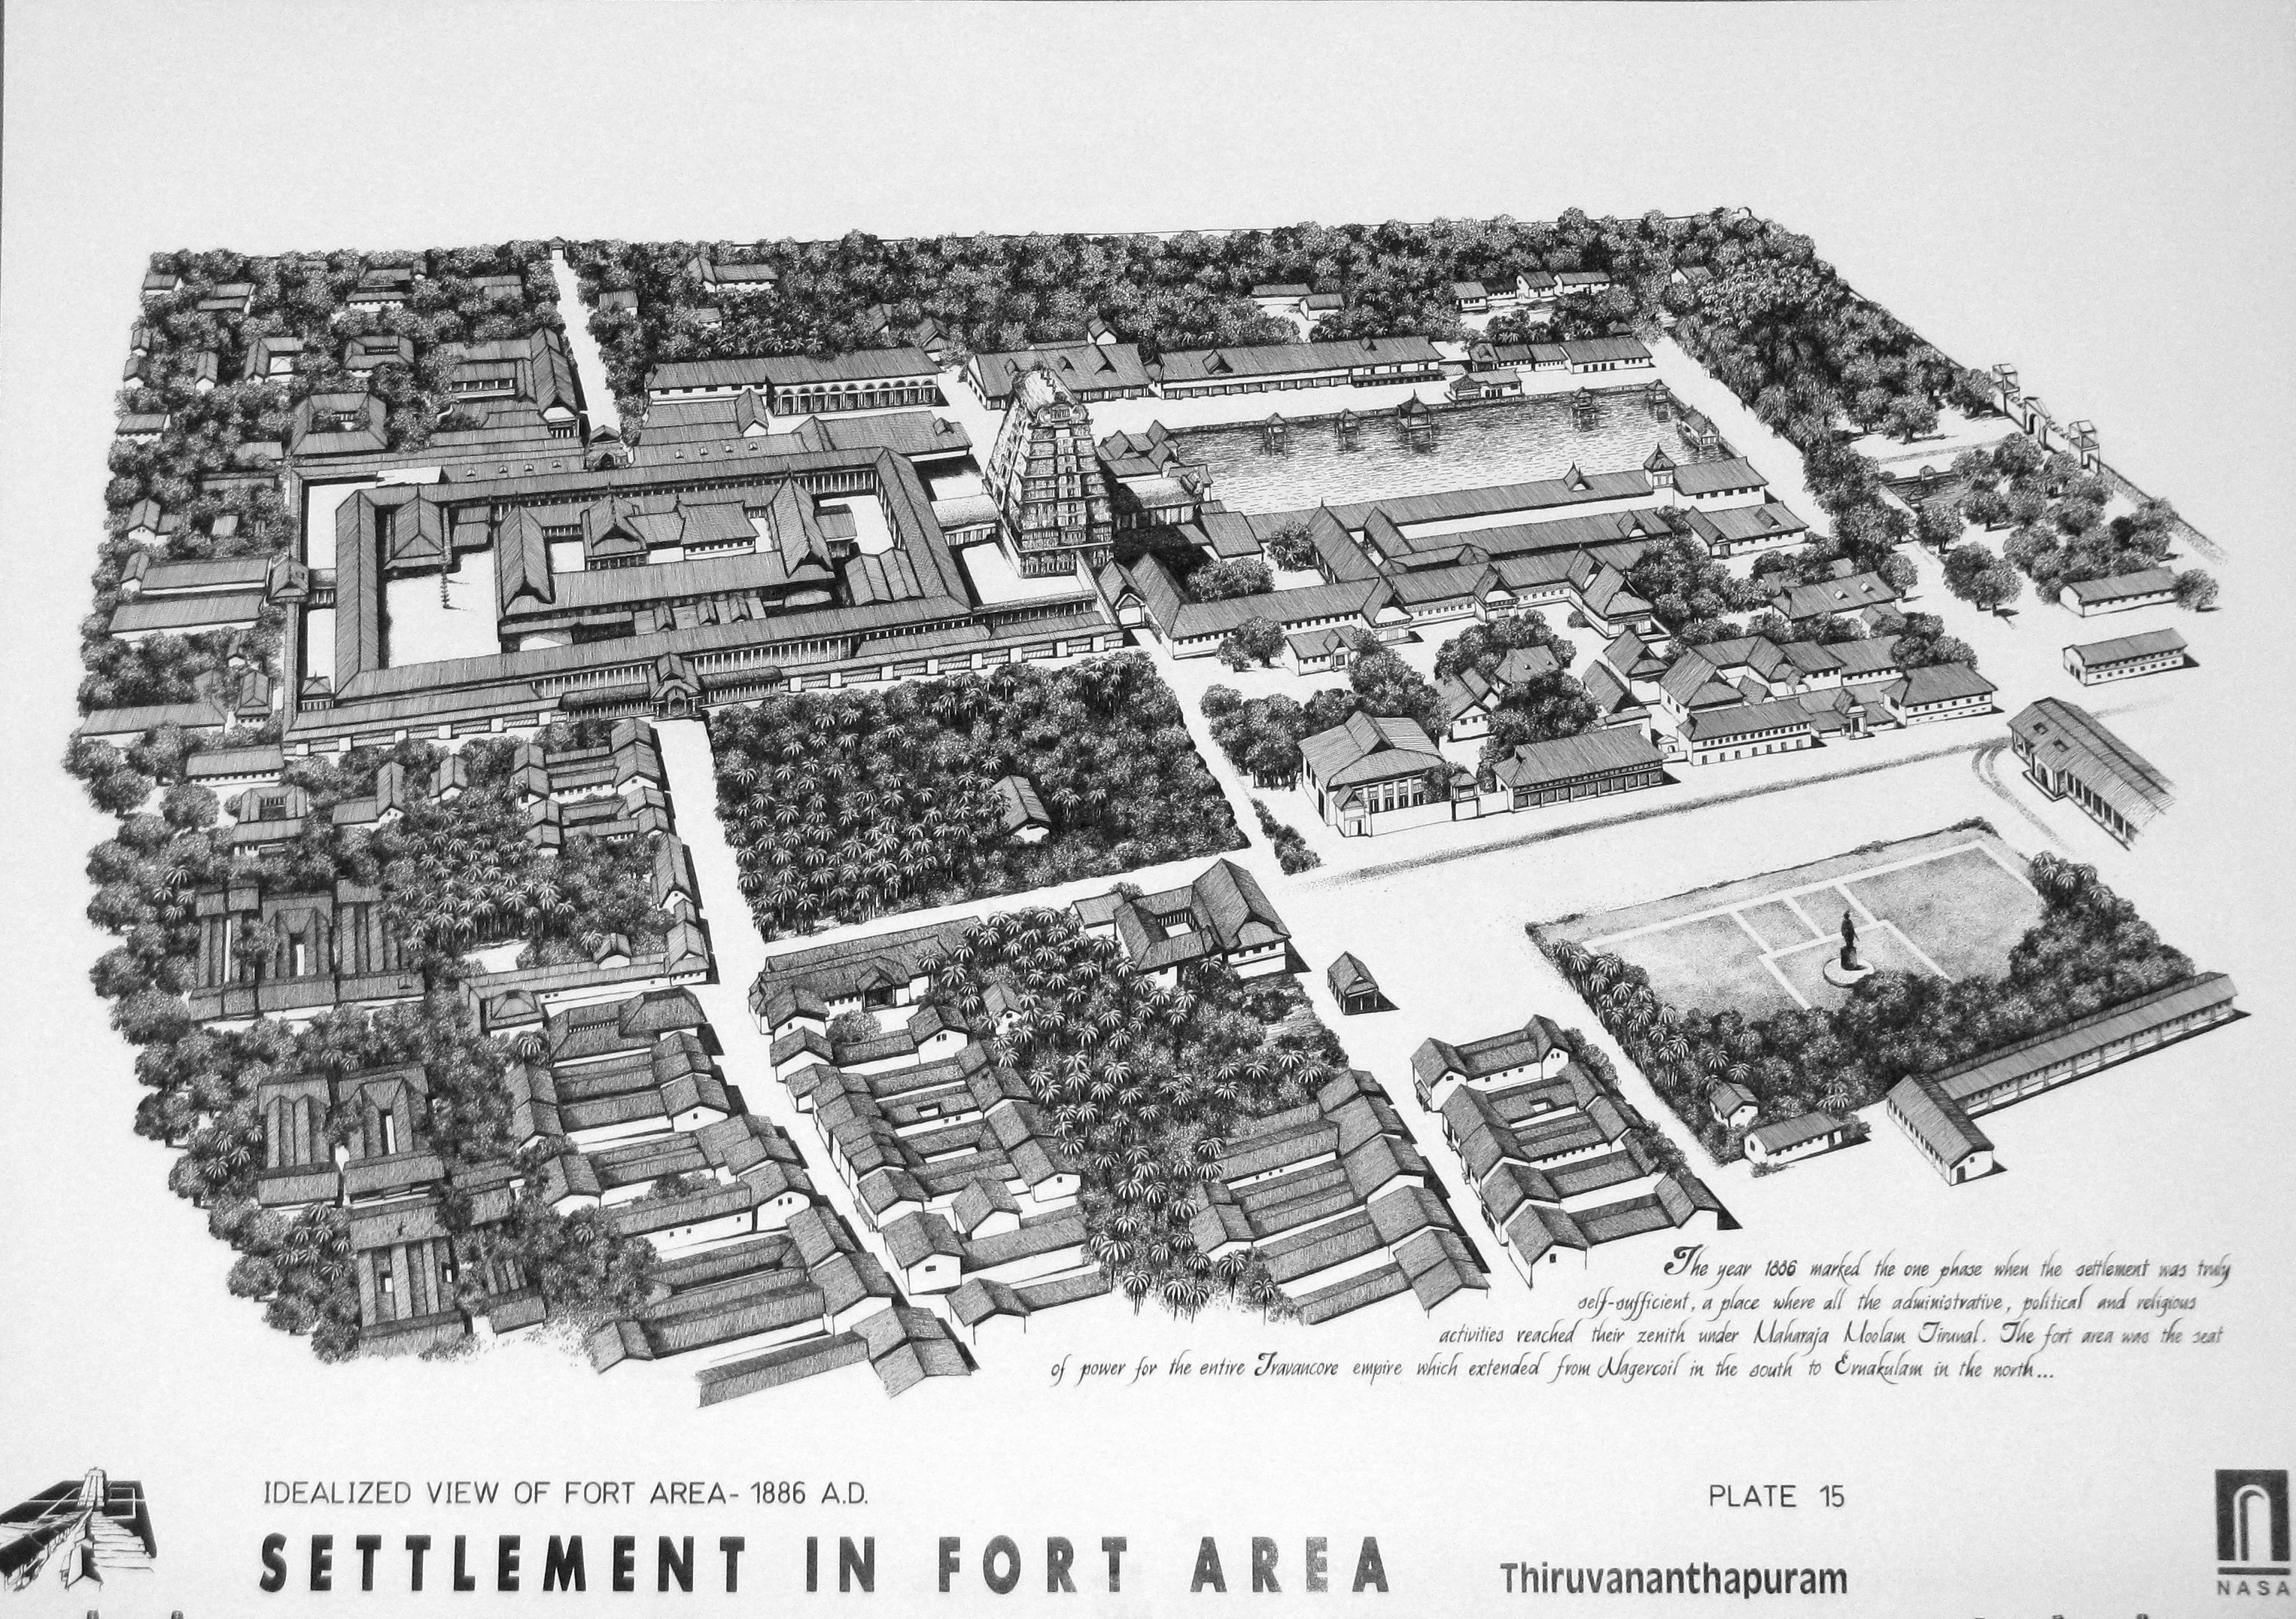 The year 1886 marked the one phase when the settlement was truly
self-sufficient, a place where all the administrative, political and religious
activities reached their zenith under Maharaja Moolam Tirunal. The fort area was the seat
of power for the entire Travancore empire which extended from Nagercoil in the south to Ernakulam in the north...
IDEALIZED VIEW OF FORT AREA- 1886 A.D.
PLATE 15
SETTLEMENT IN FORT AREA
Thiruvananthapuram
NASA